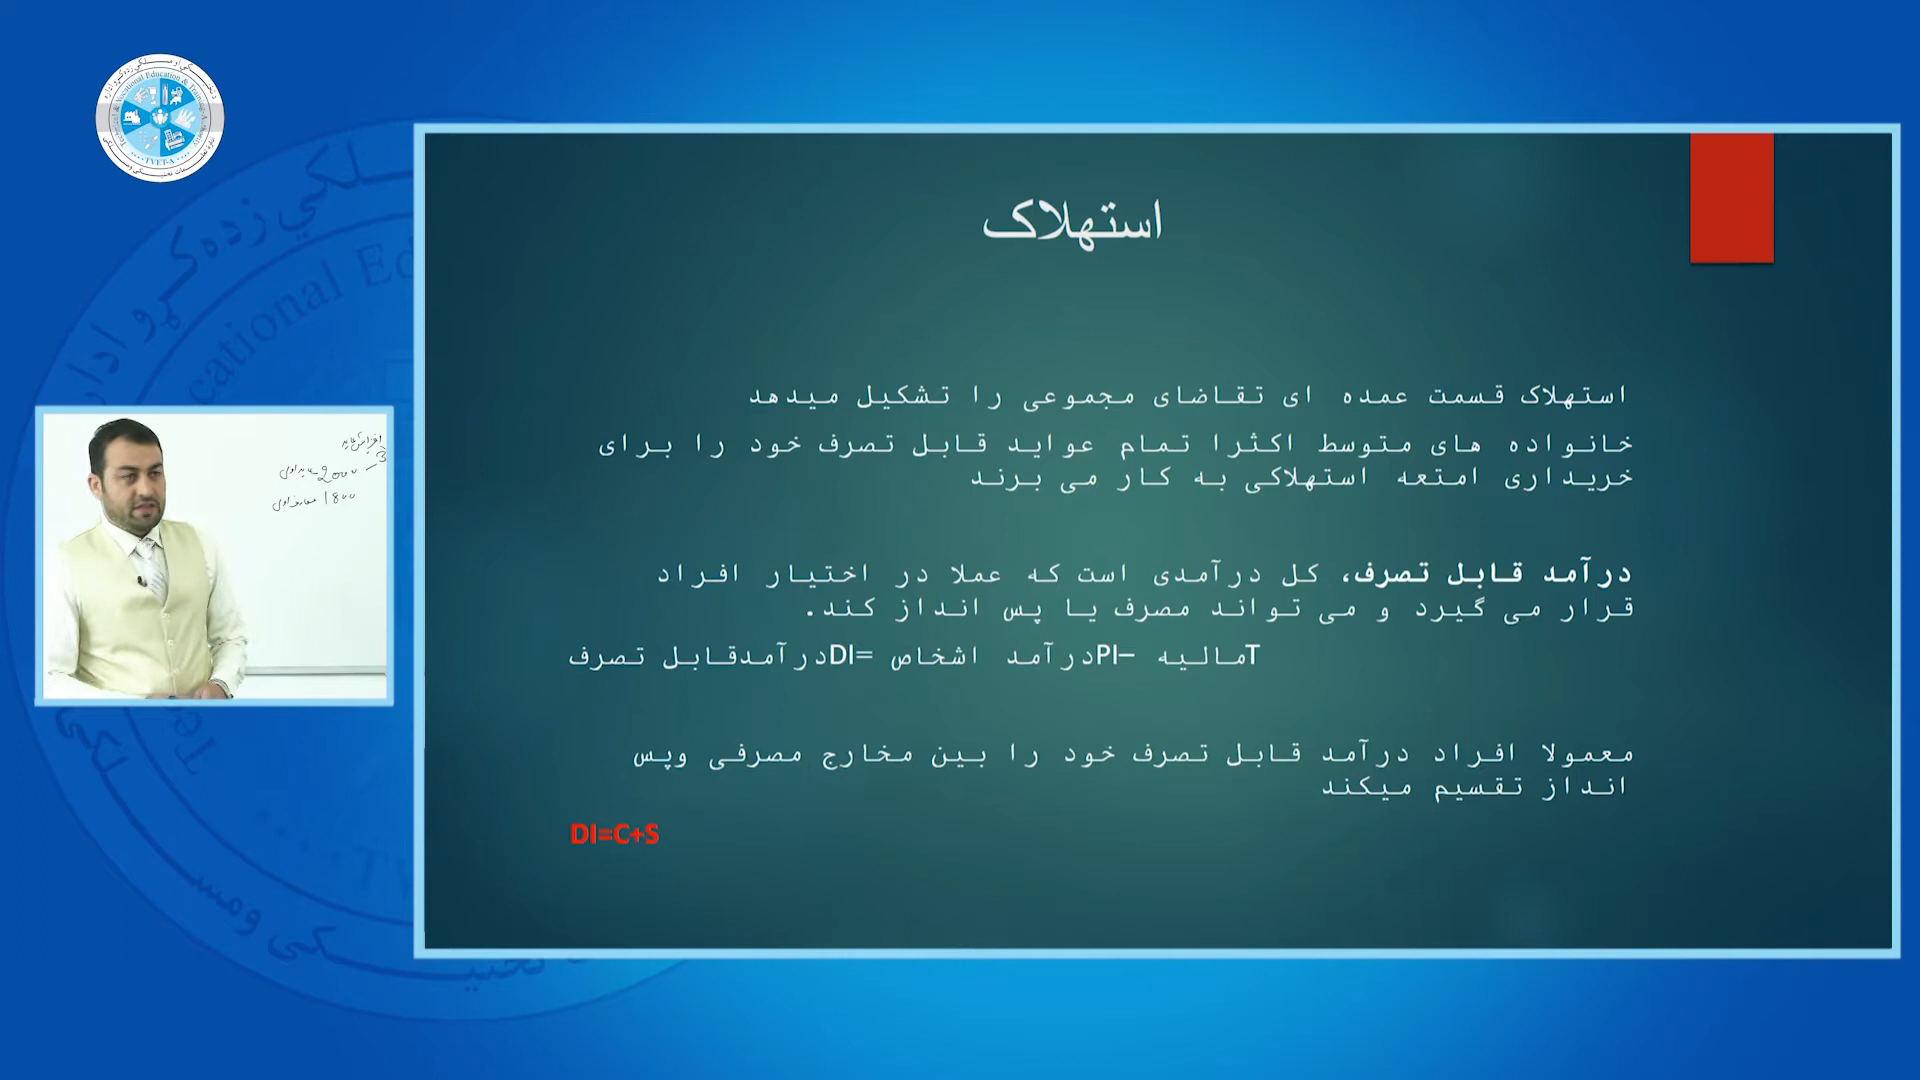 استهلاک
استهلاک قسمت عمده ای تقاضای مجموعی را تشکیل میدهد
خانواده های متوسط اکثرا تمام عواید قابل تصرف خود را برای
خریداری امتعه استهلاکی به کار می برند
درآمد قابل تصرف، کل درآمدی است که عملا در اختیار افراد
قرار می گیرد و می تواند مصرف یا پس انداز کند.
درآمدقابل تصرف DI= درآمد اشخاص PI– مالیه T
معمولا افراد درآمد قابل تصرف خود را بین مخارج مصرفی وپس
انداز تقسیم میکند
DI=C+S
2000
1800
TVET-A